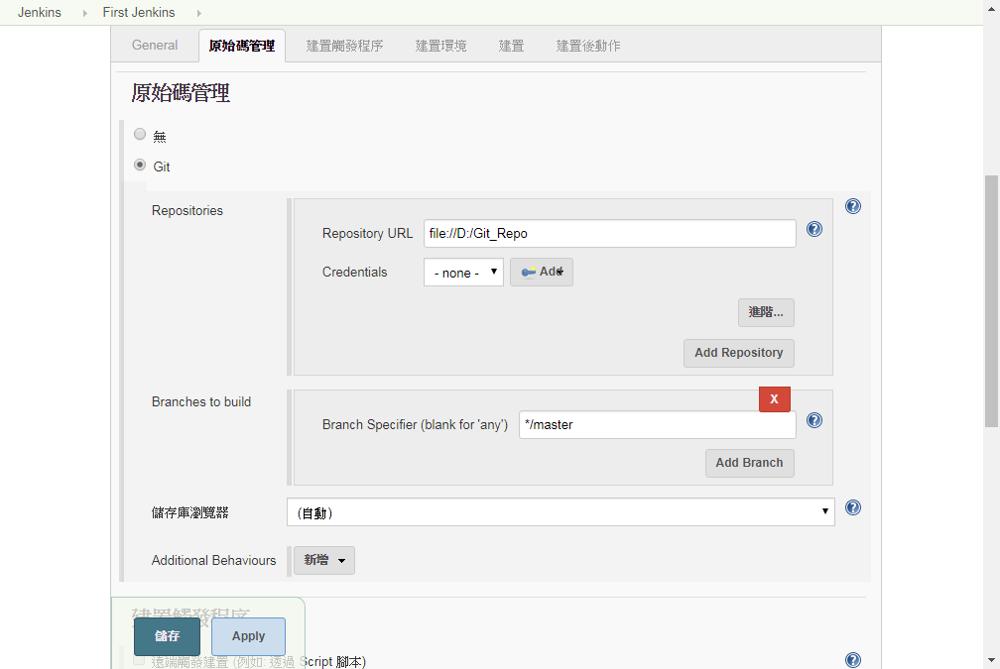 Jenkins First Jenkins
General 原始碼管理 建置觸發程序 建置環境 建置 建置後動作
原始碼管理
無
Git
Repositories
Repository URL file://D:/Git_Repo
Credentials - none - Add
進階...
Add Repository
Branches to build
X
Branch Specifier (blank for 'any') */master
Add Branch
儲存庫瀏覽器 (自動)
Additional Behaviours 新增
建置觸發程序
儲存 Apply
遠端觸發建置 (例如: 透過 Script 腳本)